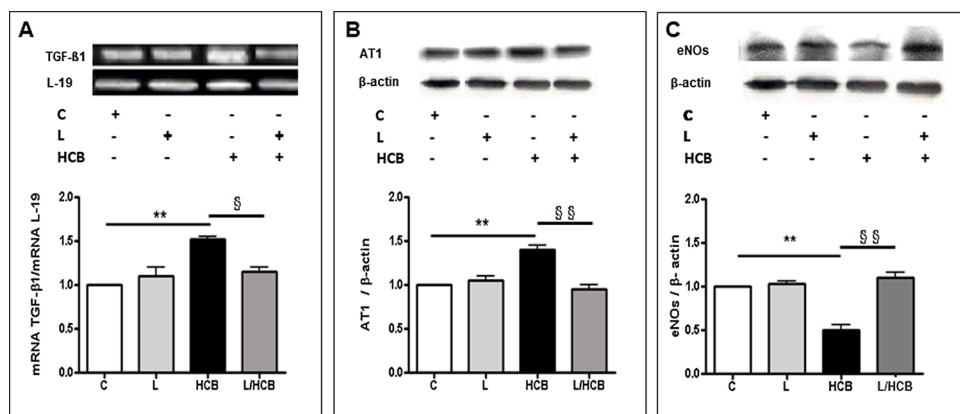 A
TGF-ß1
L-19
C + - - -
L - + - +
HCB - - + +
mRNA TGF-β1/mRNA L-19
2.0
** §
1.5
1.0
0.5
0.0
C L HCB L/HCB
B
AT1
β-actin
C + - - -
L - + - +
HCB - - + +
AT1 / β-actin
2.0
** § §
1.5
1.0
0.5
0.0
C L HCB L/HCB
C
eNOs
β-actin
C + - - -
L - + - +
HCB - - + +
eNOs / β- actin
2.0
** § §
1.5
1.0
0.5
0.0
C L HCB L/HCB